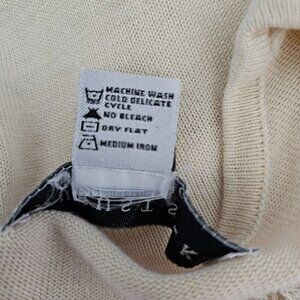 MACHINE WASH
COLD DELICATE
CYCLE
NO BLEACH
DRY FLAT
MEDIUM IRON